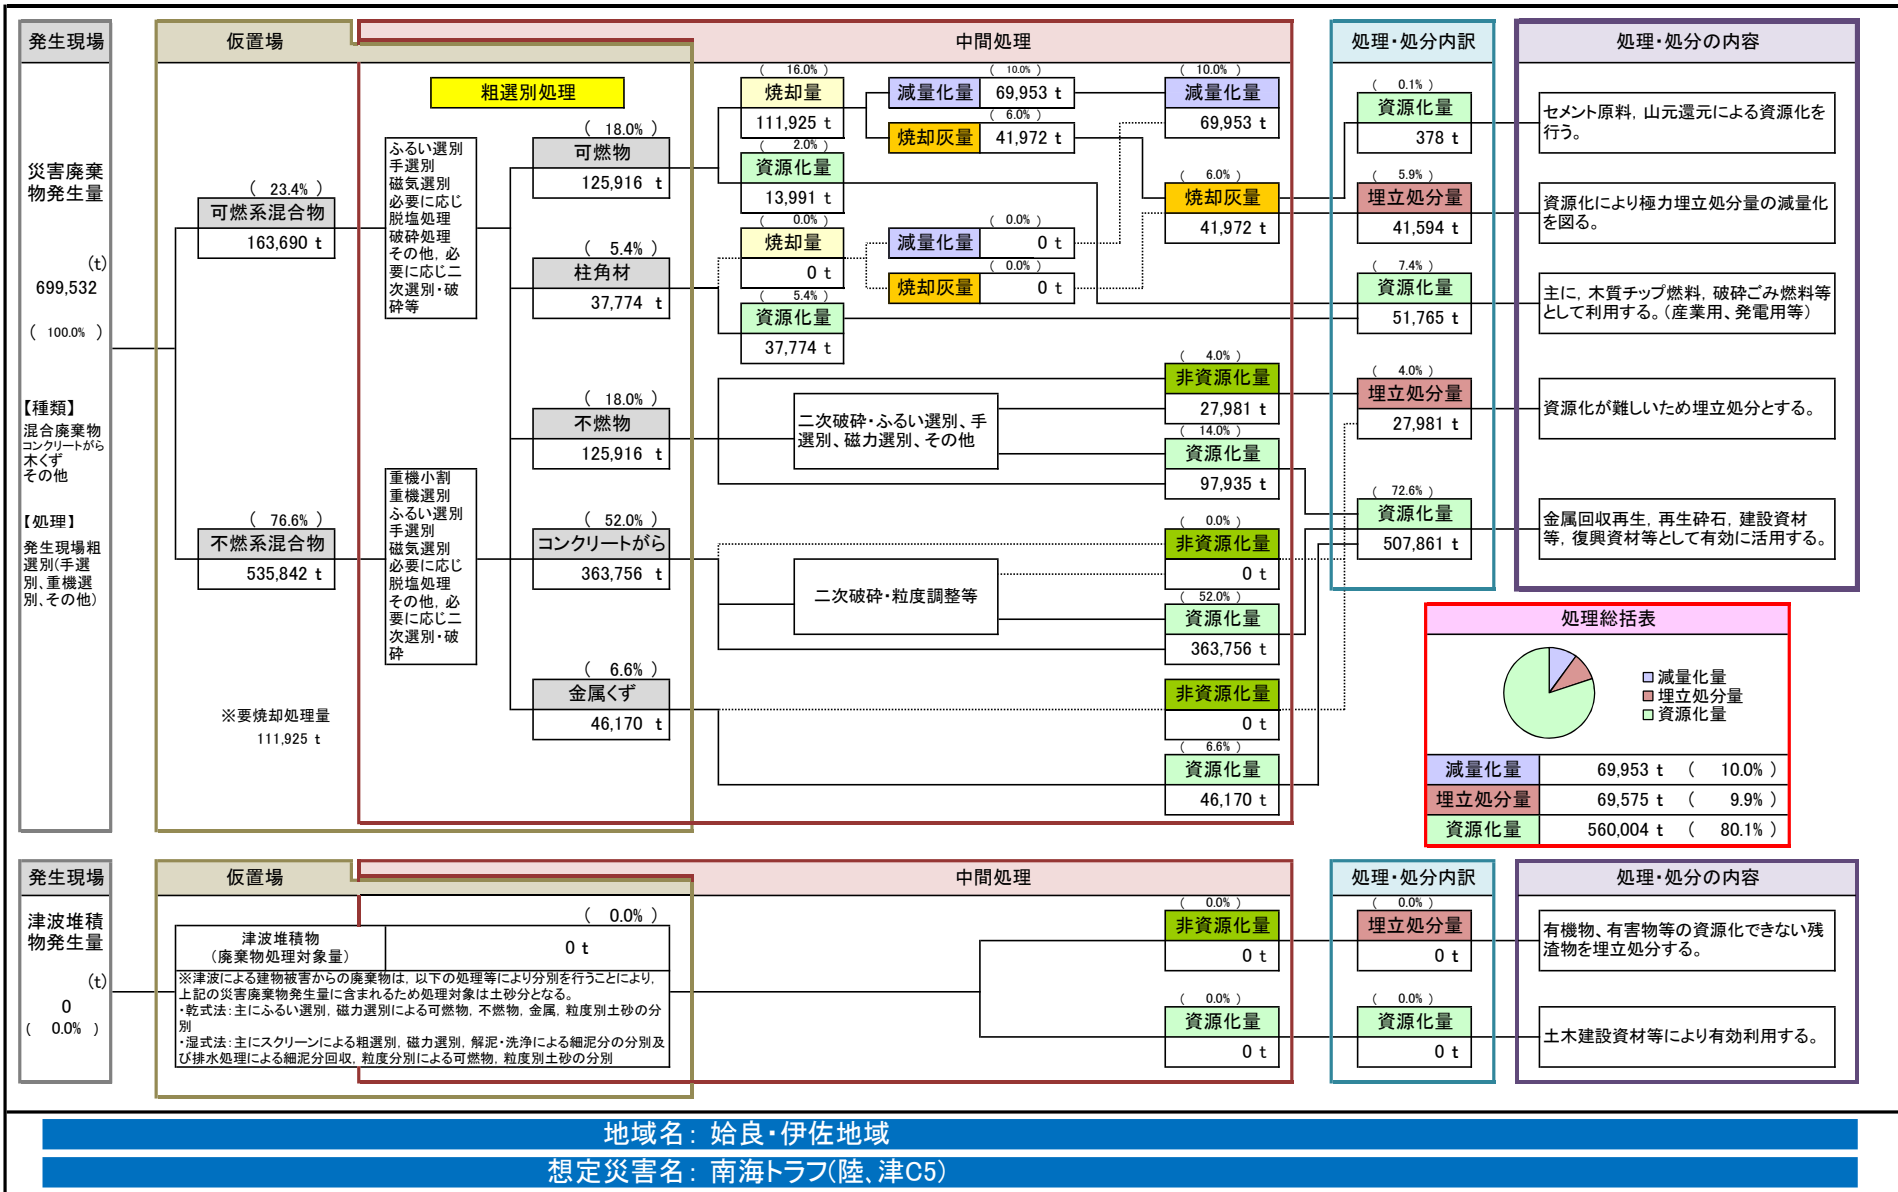 発生現場
仮置場
中間処理
処理・処分内訳
処理・処分の内容
災害廃棄
物発生量
(t)
699,532
( 100.0% )
【種類】
混合廃棄物
コンクリートがら
木くず
その他
【処理】
発生現場粗
選別(手選
別、重機選
別、その他)
( 23.4% )
可燃系混合物
163,690 t
( 76.6% )
不燃系混合物
535,842 t
※要焼却処理量
111,925 t
粗選別処理
ふるい選別
手選別
磁気選別
必要に応じ
脱塩処理
破砕処理
その他, 必
要に応じ二
次選別・破
砕等
重機小割
重機選別
ふるい選別
手選別
磁気選別
必要に応じ
脱塩処理
その他, 必
要に応じ二
次選別・破
砕
( 18.0% )
可燃物
125,916 t
( 5.4% )
柱角材
37,774 t
( 18.0% )
不燃物
125,916 t
( 52.0% )
コンクリートがら
363,756 t
( 6.6% )
金属くず
46,170 t
( 16.0% )
焼却量
111,925 t
( 2.0% )
資源化量
13,991 t
( 0.0% )
焼却量
0 t
( 5.4% )
資源化量
37,774 t
( 10.0% )
減量化量 69,953 t
( 6.0% )
焼却灰量 41,972 t
( 0.0% )
減量化量 0 t
( 0.0% )
焼却灰量 0 t
二次破砕・ふるい選別、手
選別、磁力選別、その他
二次破砕・粒度調整等
( 10.0% )
減量化量
69,953 t
( 6.0% )
焼却灰量
41,972 t
( 4.0% )
非資源化量
27,981 t
( 14.0% )
資源化量
97,935 t
( 0.0% )
非資源化量
0 t
( 52.0% )
資源化量
363,756 t
非資源化量
0 t
( 6.6% )
資源化量
46,170 t
( 0.1% )
資源化量
378 t
( 5.9% )
埋立処分量
41,594 t
( 7.4% )
資源化量
51,765 t
( 4.0% )
埋立処分量
27,981 t
( 72.6% )
資源化量
507,861 t
セメント原料, 山元還元による資源化を
行う。
資源化により極力埋立処分量の減量化
を図る。
主に, 木質チップ燃料, 破砕ごみ燃料等
として利用する。(産業用、発電用等)
資源化が難しいため埋立処分とする。
金属回収再生, 再生砕石, 建設資材
等, 復興資材等として有効に活用する。
処理総括表
減量化量
埋立処分量
資源化量
減量化量 69,953 t ( 10.0% )
埋立処分量 69,575 t ( 9.9% )
資源化量 560,004 t ( 80.1% )
発生現場
仮置場
中間処理
処理・処分内訳
処理・処分の内容
津波堆積
物発生量
(t)
0
( 0.0% )
( 0.0% )
津波堆積物
(廃棄物処理対象量)
0 t
※津波による建物被害からの廃棄物は, 以下の処理等により分別を行うことにより,
上記の災害廃棄物発生量に含まれるため処理対象は土砂分となる。
・乾式法:主にふるい選別, 磁力選別による可燃物, 不燃物, 金属, 粒度別土砂の分
別
・湿式法:主にスクリーンによる粗選別, 磁力選別, 解泥・洗浄による細泥分の分別及
び排水処理による細泥分回収, 粒度分別による可燃物, 粒度別土砂の分別
( 0.0% )
非資源化量
0 t
( 0.0% )
資源化量
0 t
( 0.0% )
埋立処分量
0 t
( 0.0% )
資源化量
0 t
有機物、有害物等の資源化できない残
渣物を埋立処分する。
土木建設資材等により有効利用する。
地域名: 姶良・伊佐地域
想定災害名: 南海トラフ(陸、津C5)